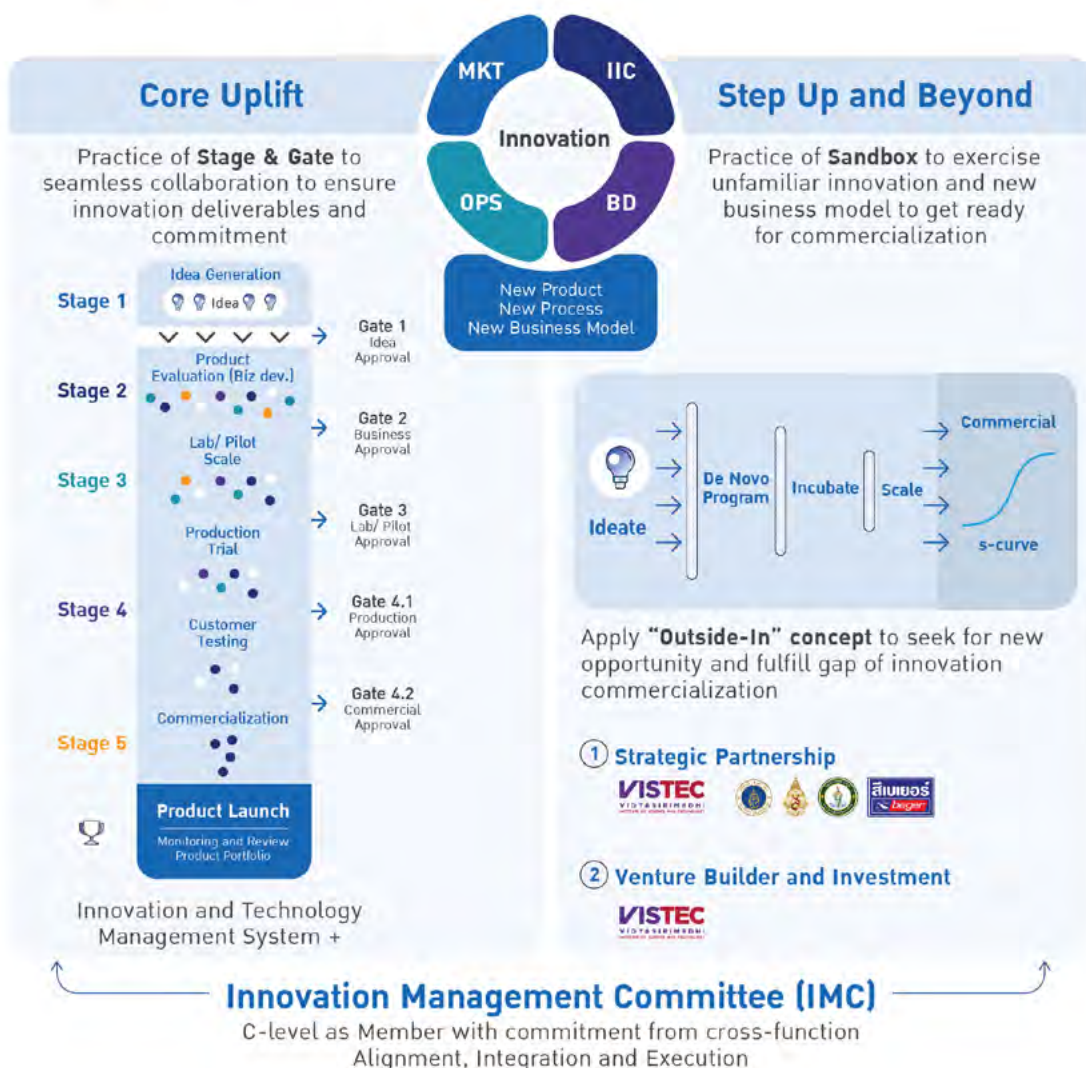 MKT
IIC
Innovation
OPS
BD
New Product
New Process
New Business Model
Core Uplift
Practice of Stage & Gate to
seamless collaboration to ensure
innovation deliverables and
commitment
Idea Generation
Stage 1
Idea
Gate 1
Idea
Approval
Product
Evaluation (Biz dev.)
Stage 2
Gate 2
Business
Approval
Lab/ Pilot
Scale
Stage 3
Gate 3
Lab/ Pilot
Approval
Production
Trial
Stage 4
Gate 4.1
Production
Approval
Customer
Testing
Gate 4.2
Commercial
Approval
Commercialization
Stage 5
Product Launch
Monitoring and Review
Product Portfolio
Innovation and Technology
Management System +
Step Up and Beyond
Practice of Sandbox to exercise
unfamiliar innovation and new
business model to get ready
for commercialization
Ideate
De Novo
Program
Incubate
Scale
Commercial
s-curve
Apply “Outside-In” concept to seek for new
opportunity and fulfill gap of innovation
commercialization
1 Strategic Partnership
VISTEC
VIDYASIRIMEDHI
สีเบเยอร์
beger
2 Venture Builder and Investment
VISTEC
VIDYASIRIMEDHI
Innovation Management Committee (IMC)
C-level as Member with commitment from cross-function
Alignment, Integration and Execution